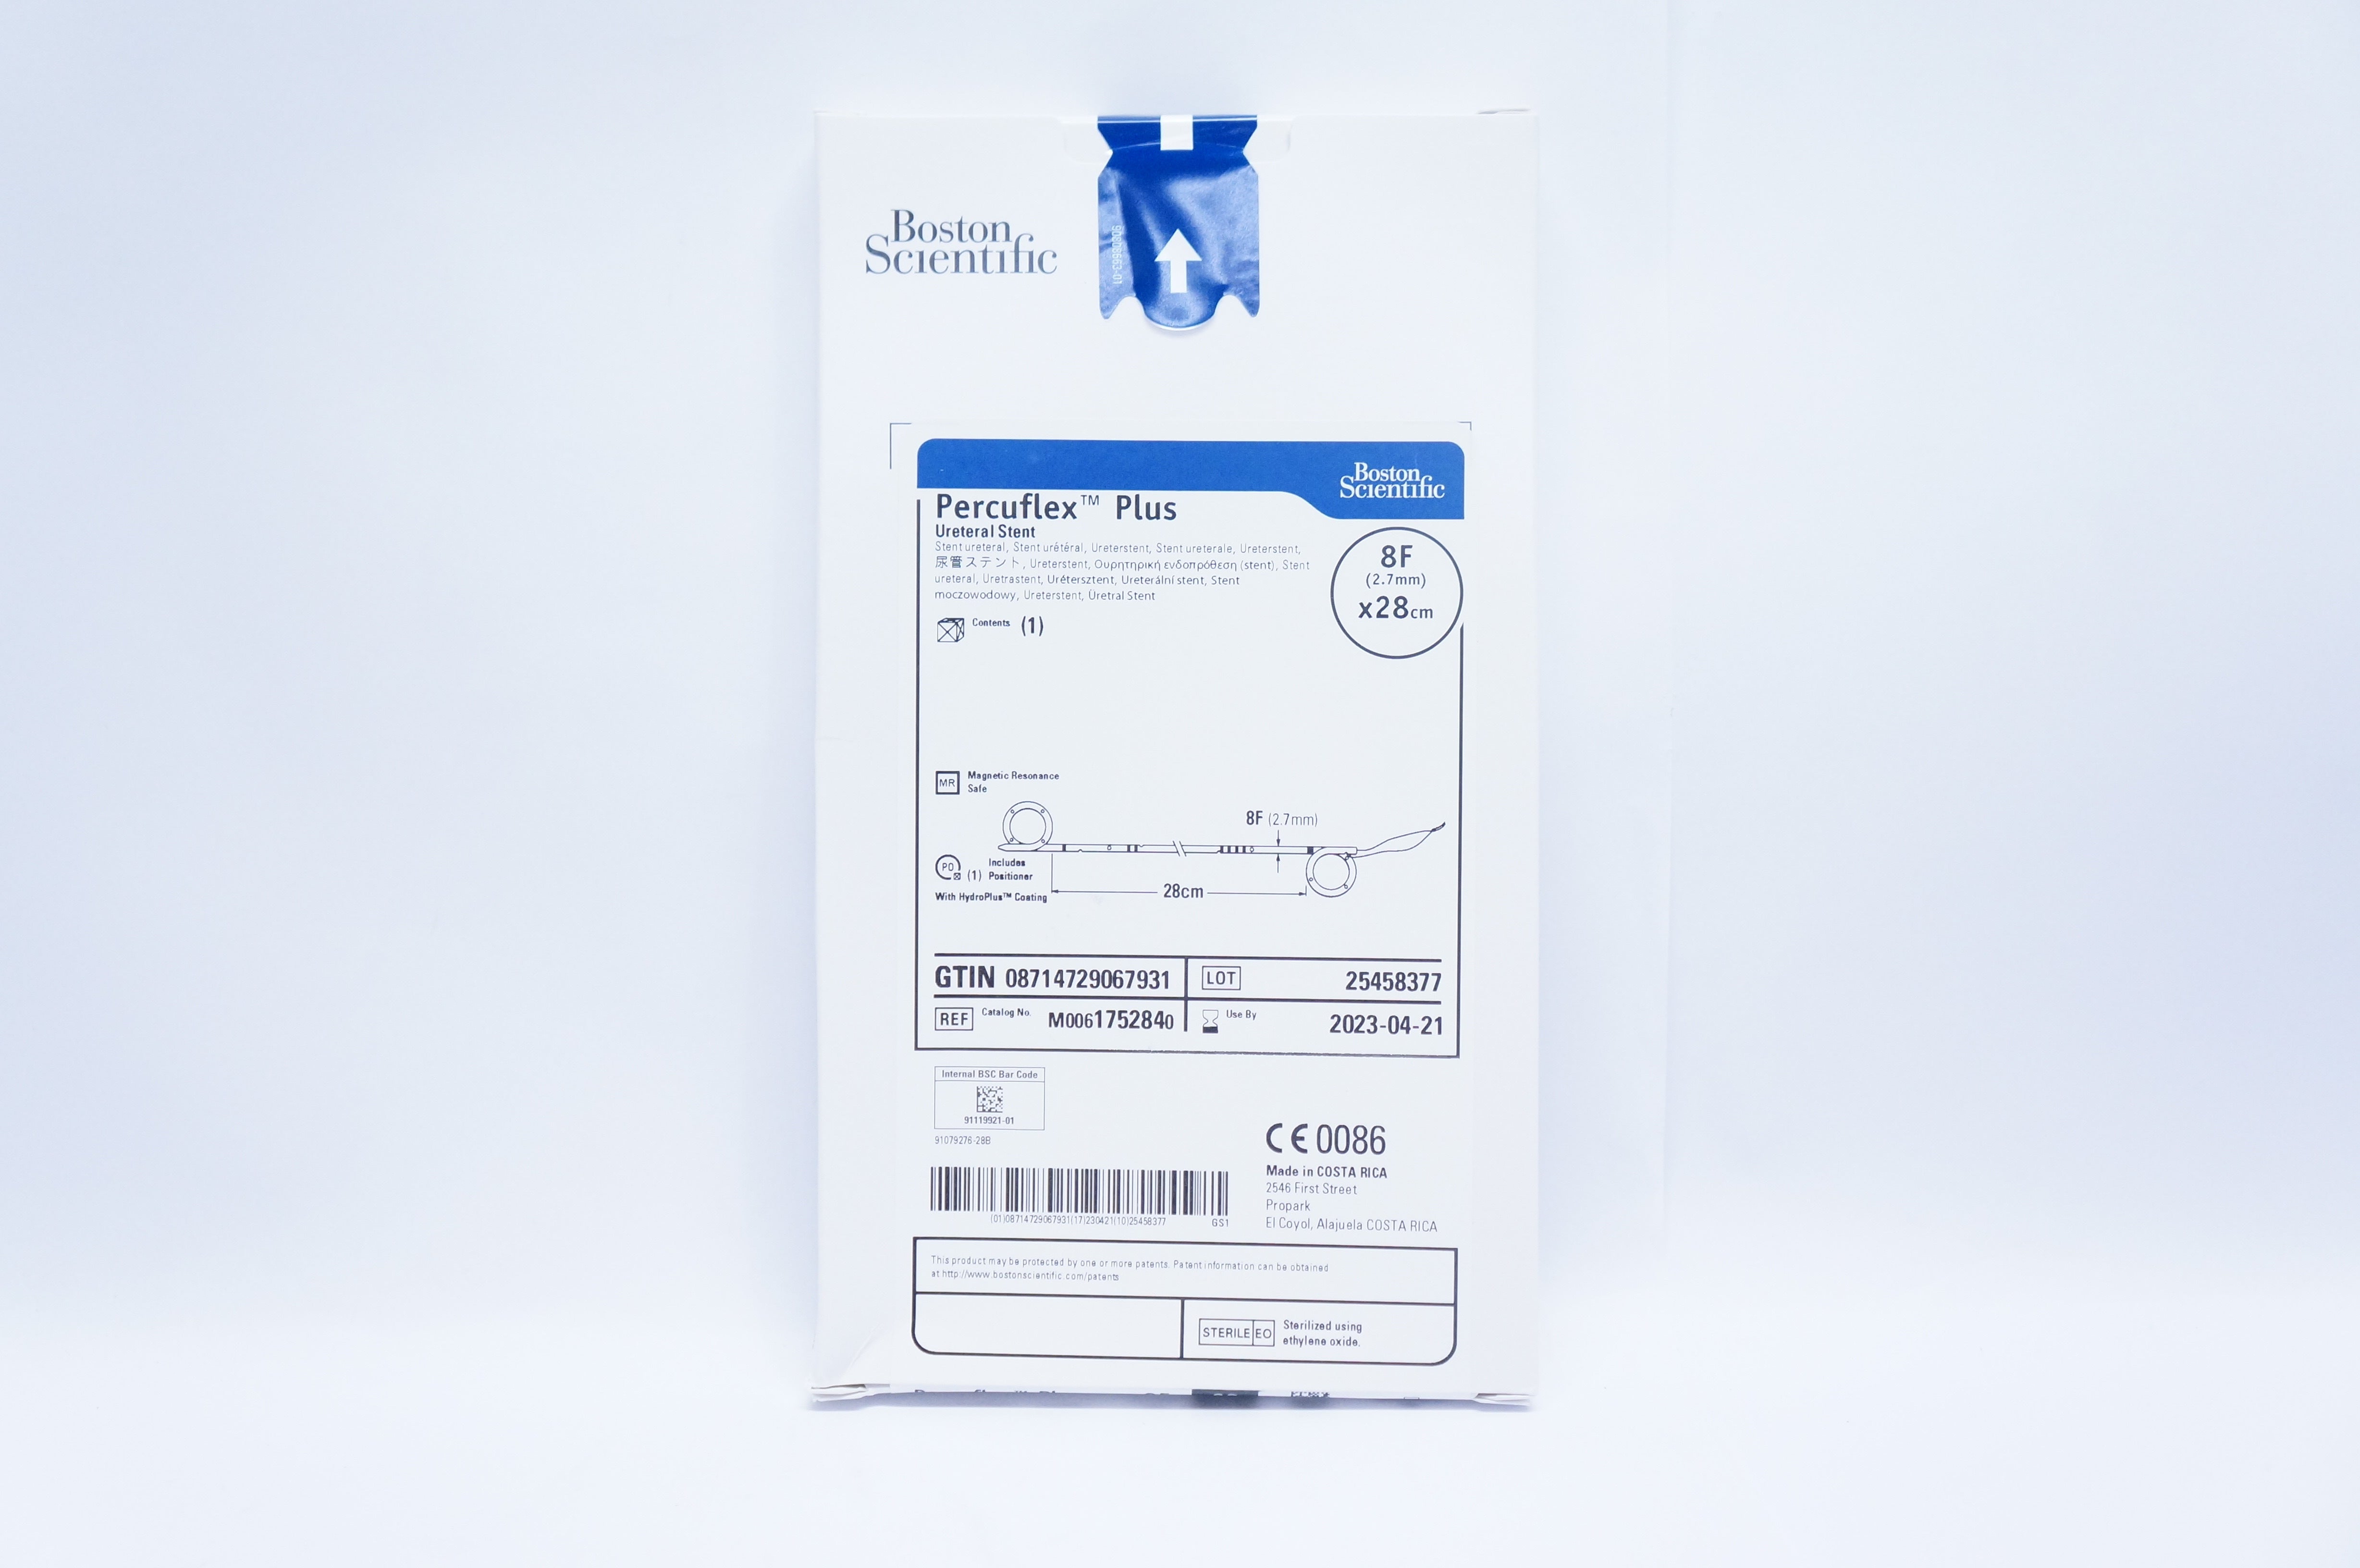 90808663-01
Boston
Scientific
Boston
Scientific
Percuflex™ Plus
Ureteral Stent
Stent ureteral, Stent urétéral, Ureterstent, Stent ureterale, Ureterstent,
尿管ステント, Ureterstent, Ουρητηρική ενδοπρόθεση (stent), Stent
ureteral, Uretrastent, Urétersztent, Ureterální stent, Stent
moczowodowy, Ureterstent, Üretral Stent
8F
(2.7mm)
x28cm
Contents (1)
MR Magnetic Resonance
Safe
8F (2.7mm)
PO (1) Includes
Positioner
28cm
With HydroPlus™ Coating
GTIN 08714729067931
LOT 25458377
REF Catalog No. M0061752840
Use By 2023-04-21
Internal BSC Bar Code
91119921-01
91079276-28B
CE 0086
Made in COSTA RICA
2546 First Street
Propark
El Coyol, Alajuela COSTA RICA
(01)08714729067931(17)230421(10)25458377
GS1
This product may be protected by one or more patents. Patent information can be obtained
at http://www.bostonscientific.com/patents
STERILE EO Sterilized using
ethylene oxide.